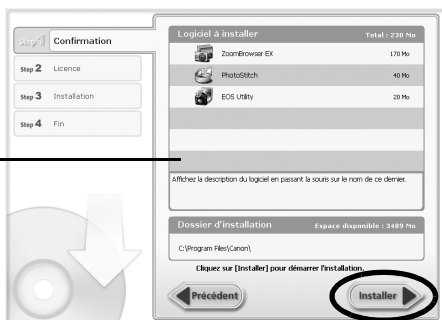 Step 1 Confirmation
Step 2 Licence
Step 3 Installation
Step 4 Fin
Logiciel à installer Total : 230 Mo
ZoomBrowser EX 170 Mo
PhotoStitch 40 Mo
EOS Utility 20 Mo
Affichez la description du logiciel en passant la souris sur le nom de ce dernier.
Dossier d'installation Espace disponible : 3489 Mo
C:\Program Files\Canon\
Cliquez sur [Installer] pour démarrer l'installation.
Précédent Installer